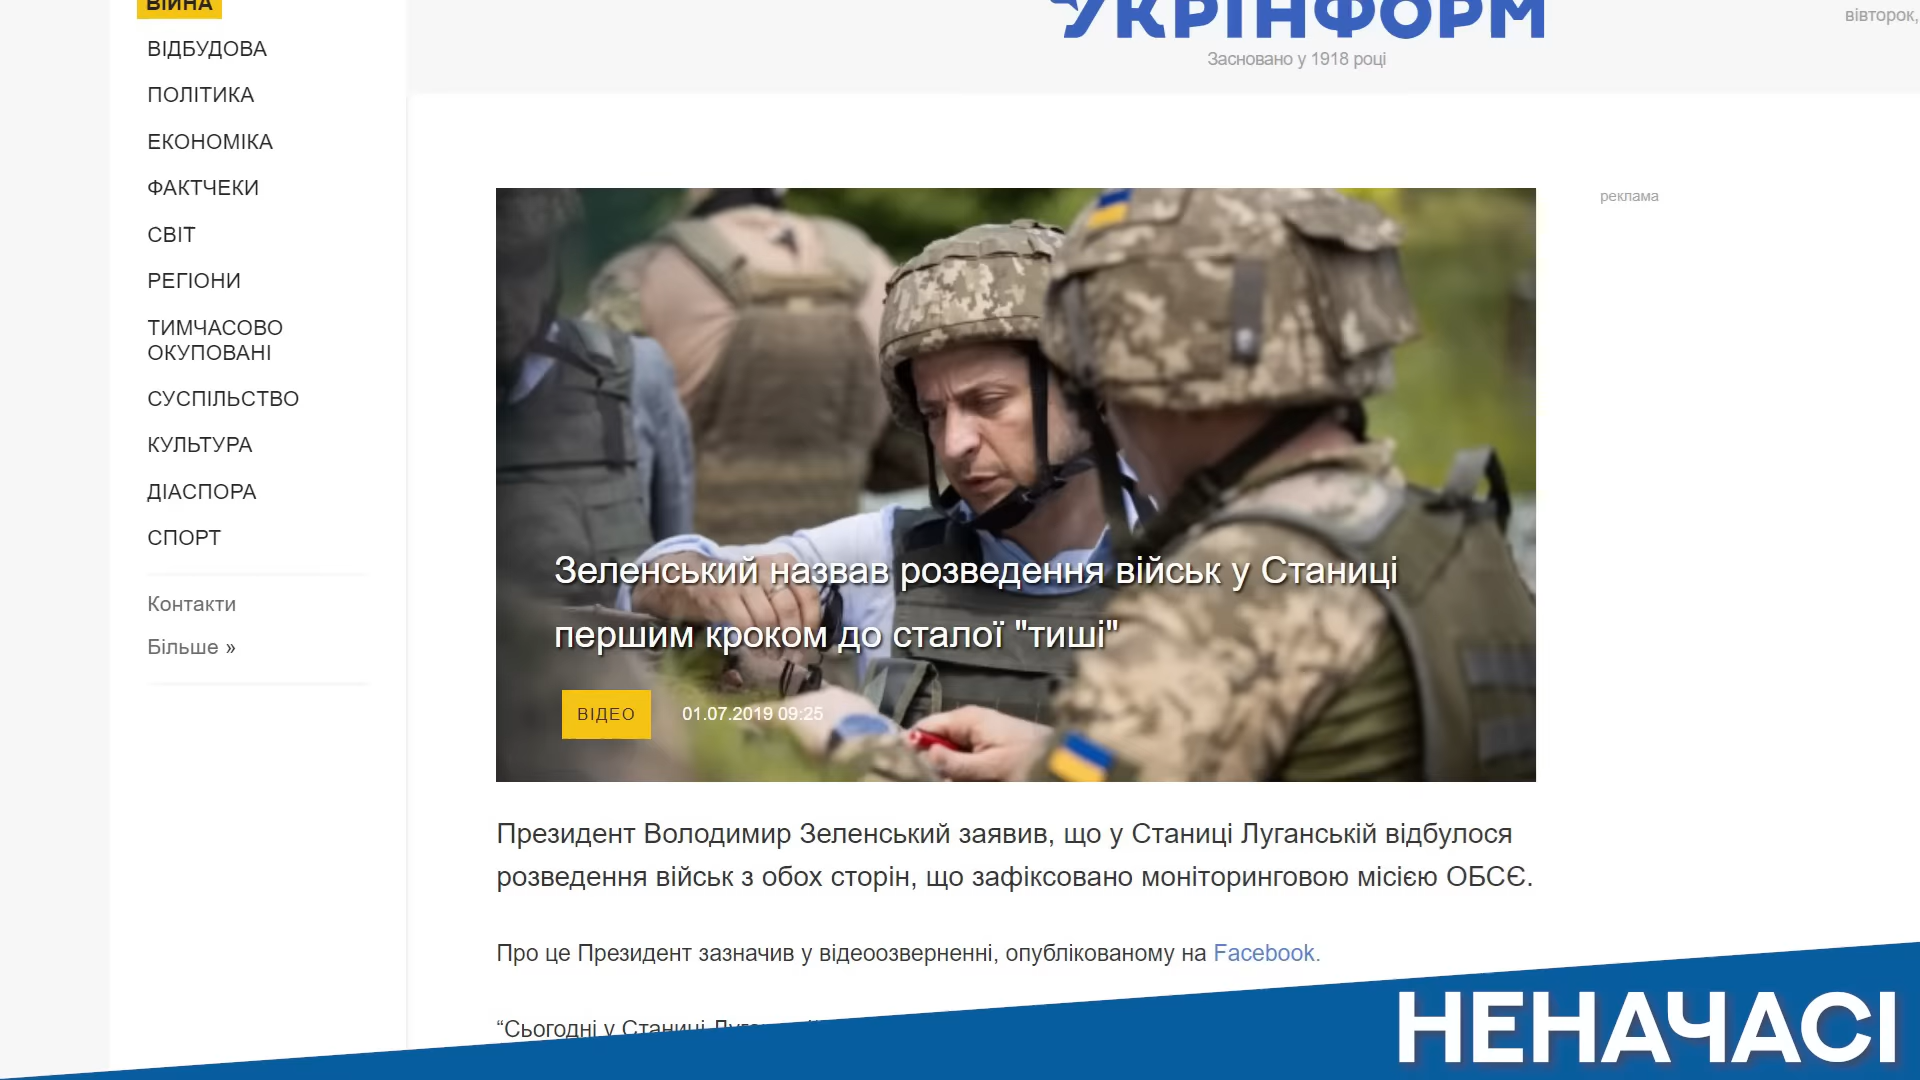 ВІЙНА
ВІДБУДОВА
ПОЛІТИКА
ЕКОНОМІКА
ФАКТЧЕКИ
СВІТ
РЕГІОНИ
ТИМЧАСОВО
ОКУПОВАНІ
СУСПІЛЬСТВО
КУЛЬТУРА
ДІАСПОРА
СПОРТ
Контакти
Більше »
УКРІНФОРМ
Засновано у 1918 році
вівторок,
реклама
Зеленський назвав розведення військ у Станиці
першим кроком до сталої "тиші"
ВІДЕО 01.07.2019 09:25
Президент Володимир Зеленський заявив, що у Станиці Луганській відбулося
розведення військ з обох сторін, що зафіксовано моніторинговою місією ОБСЄ.
Про це Президент зазначив у відеозверненні, опублікованому на Facebook.
“Сьогодні у Станиці
НЕНАЧАСІ